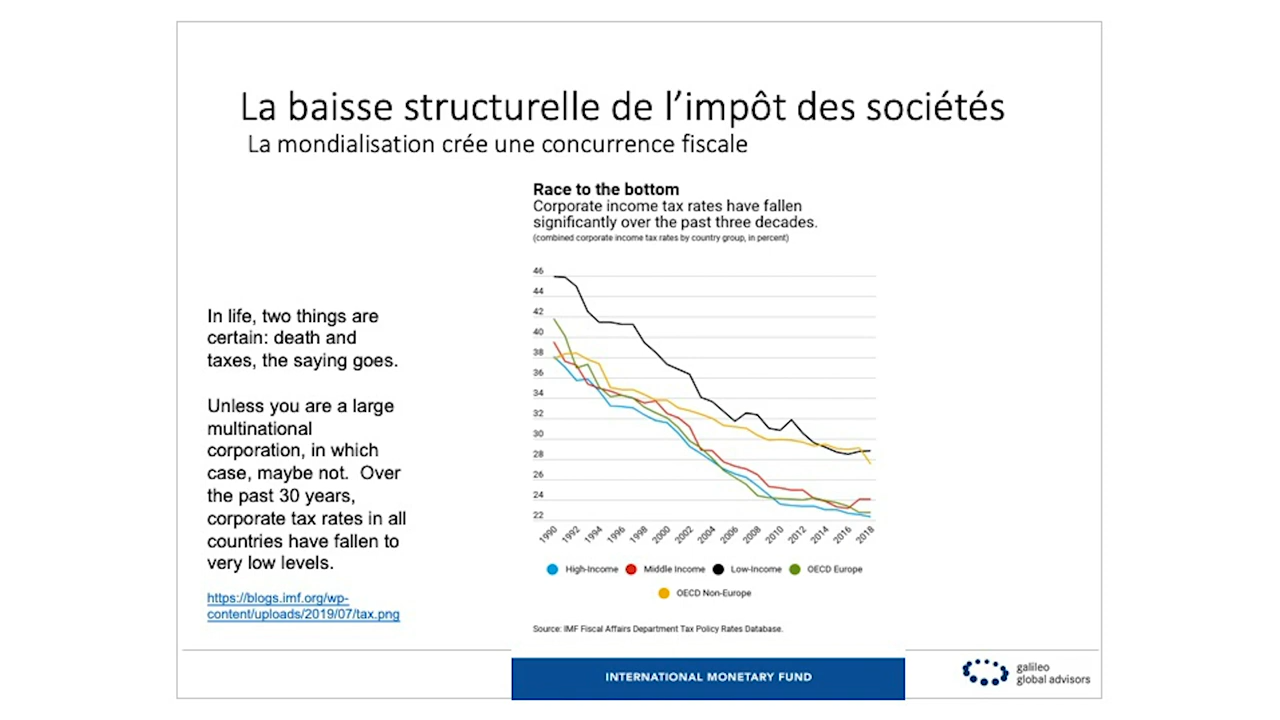 La baisse structurelle de l’impôt des sociétés
La mondialisation crée une concurrence fiscale
Race to the bottom
Corporate income tax rates have fallen
significantly over the past three decades.
(combined corporate income tax rates by country group, in percent)
In life, two things are
certain: death and
taxes, the saying goes.
Unless you are a large
multinational
corporation, in which
case, maybe not.  Over
the past 30 years,
corporate tax rates in all
countries have fallen to
very low levels.
https://blogs.imf.org/wp-
content/uploads/2019/07/tax.png
46
44
42
40
38
36
34
32
30
28
26
24
22
1990 1992 1994 1996 1998 2000 2002 2004 2006 2008 2010 2012 2014 2016 2018
High-Income Middle Income Low-Income OECD Europe
OECD Non-Europe
Source: IMF Fiscal Affairs Department Tax Policy Rates Database.
INTERNATIONAL MONETARY FUND
galileo
global advisors